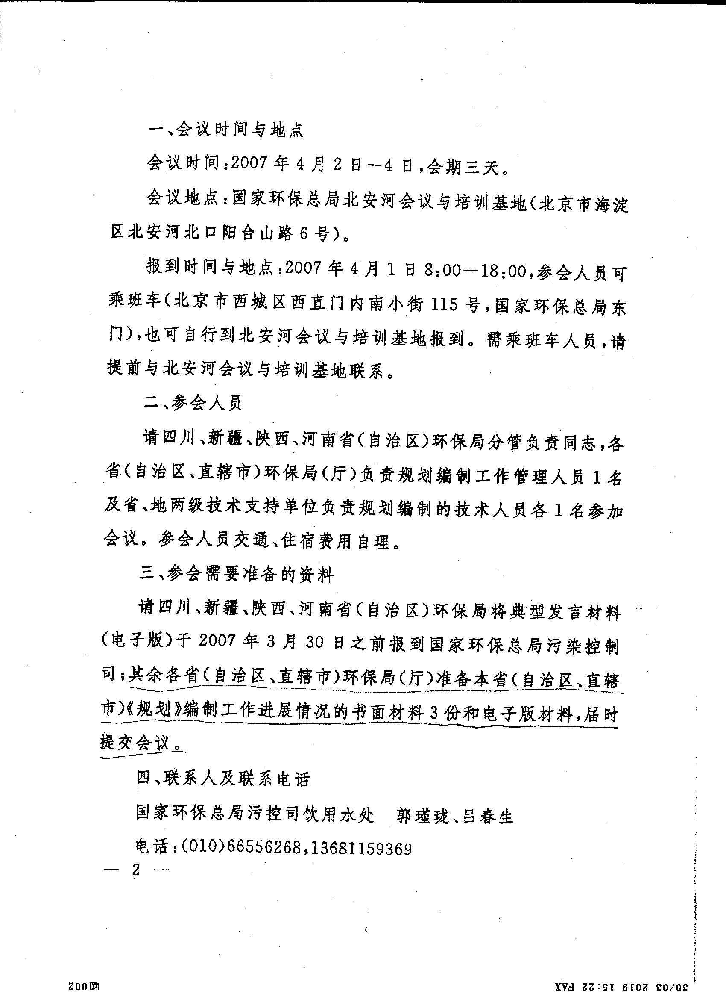 一、会议时间与地点
会议时间:2007 年 4 月 2 日—4 日,会期三天。
会议地点:国家环保总局北安河会议与培训基地(北京市海淀
区北安河北口阳台山路 6 号)。
报到时间与地点:2007 年 4 月 1 日 8:00—18:00,参会人员可
乘班车(北京市西城区西直门内南小街 115 号,国家环保总局东
门),也可自行到北安河会议与培训基地报到。需乘班车人员,请
提前与北安河会议与培训基地联系。
二、参会人员
请四川、新疆、陕西、河南省(自治区)环保局分管负责同志,各
省(自治区、直辖市)环保局(厅)负责规划编制工作管理人员 1 名
及省、地两级技术支持单位负责规划编制的技术人员各 1 名参加
会议。参会人员交通、住宿费用自理。
三、参会需要准备的资料
请四川、新疆、陕西、河南省(自治区)环保局将典型发言材料
(电子版)于 2007 年 3 月 30 日之前报到国家环保总局污染控制
司;其余各省(自治区、直辖市)环保局(厅)准备本省(自治区、直辖
市)《规划》编制工作进展情况的书面材料 3 份和电子版材料,届时
提交会议。
四、联系人及联系电话
国家环保总局污控司饮用水处 郭瑾珑、吕春生
电话:(010)66556268,13681159369
— 2 —
30/03 2019 15:22 FAX
002